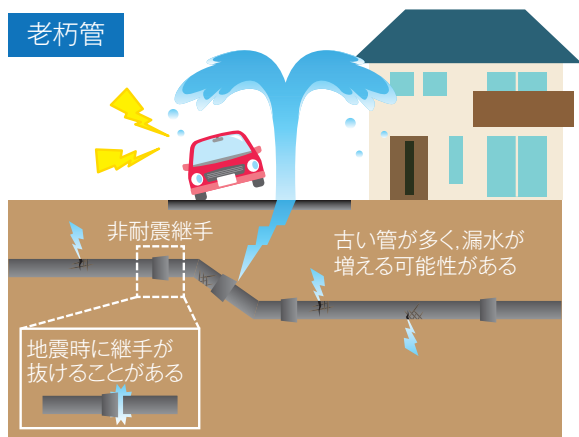 老朽管
非耐震継手
古い管が多く,漏水が
増える可能性がある
地震時に継手が
抜けることがある